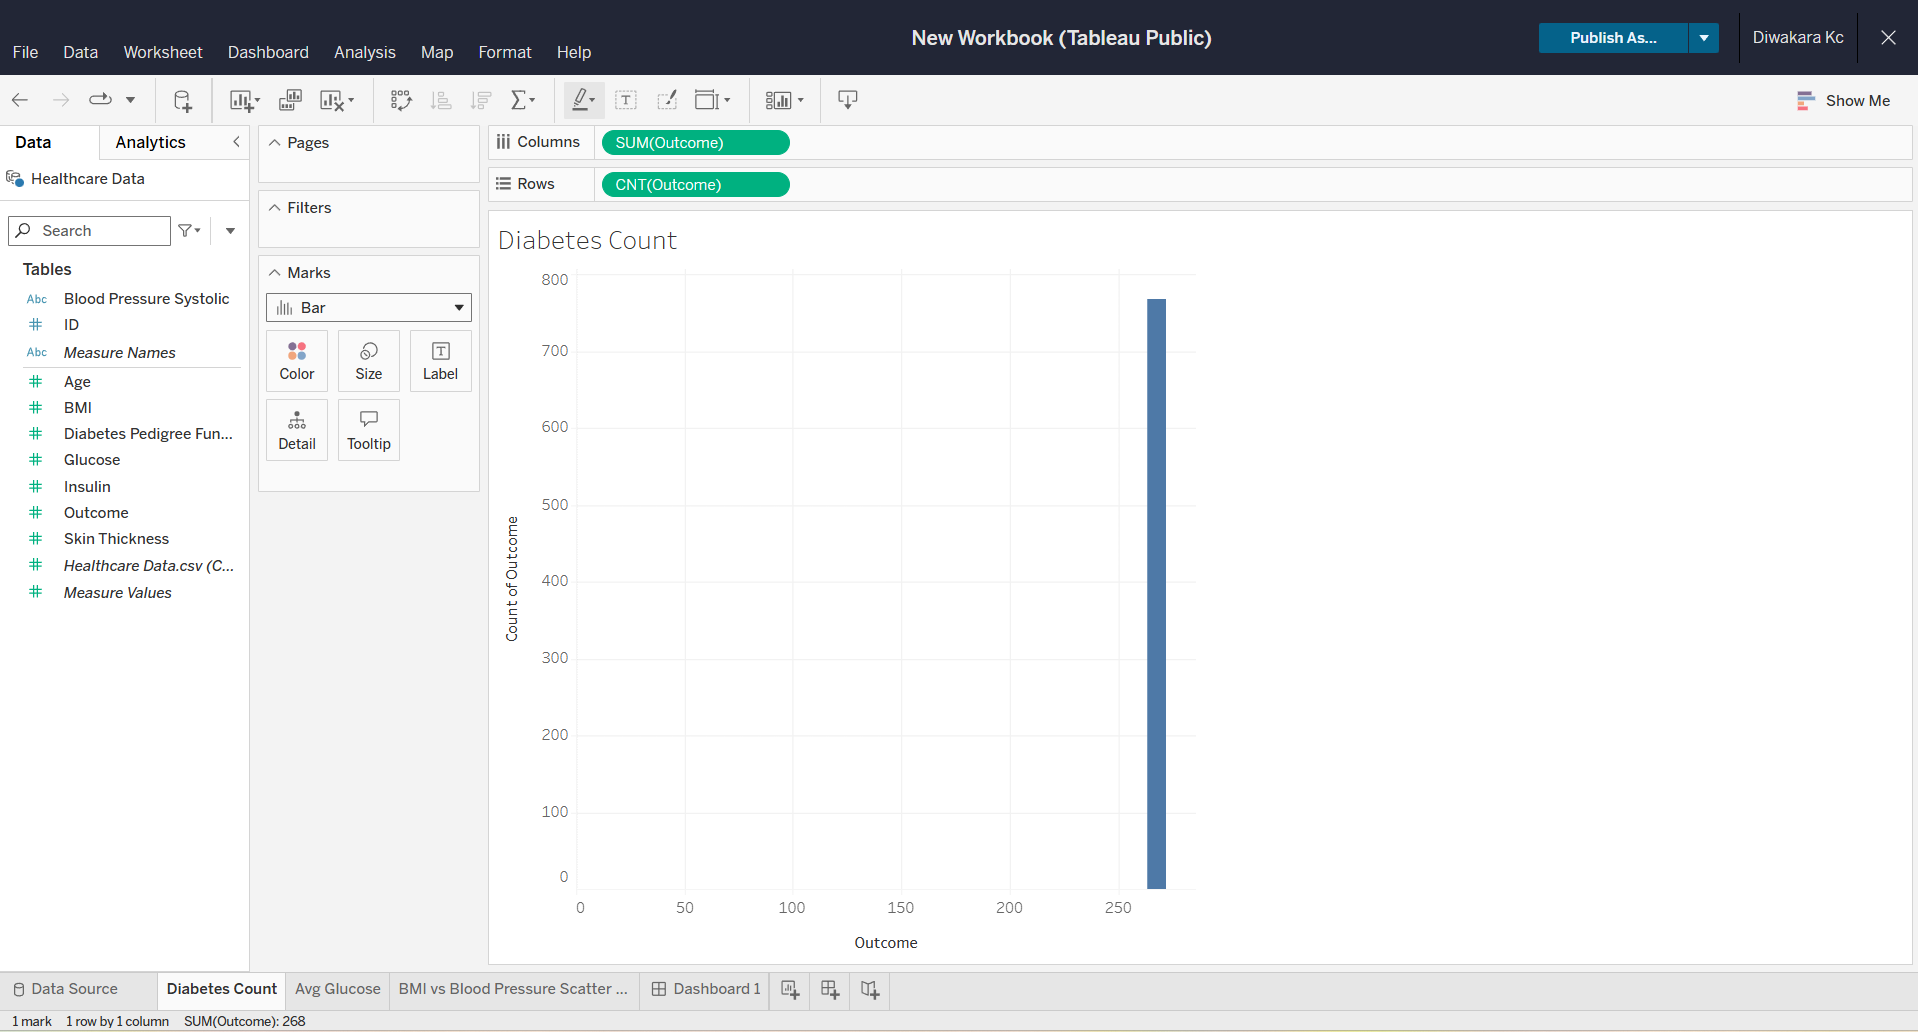 New Workbook (Tableau Public)
Publish As...
Diwakara Kc
File Data Worksheet Dashboard Analysis Map Format Help
Show Me
Data Analytics
Healthcare Data
Search
Tables
Abc Blood Pressure Systolic
ID
Abc Measure Names
Age
BMI
Diabetes Pedigree Fun...
Glucose
Insulin
Outcome
Skin Thickness
Healthcare Data.csv (C...
Measure Values
Pages
Filters
Marks
Bar
Color Size Label
Detail Tooltip
Columns SUM(Outcome)
Rows CNT(Outcome)
Diabetes Count
800
700
600
500
400
300
200
100
0
Count of Outcome
0 50 100 150 200 250
Outcome
Data Source Diabetes Count Avg Glucose BMI vs Blood Pressure Scatter ... Dashboard 1
1 mark 1 row by 1 column SUM(Outcome): 268